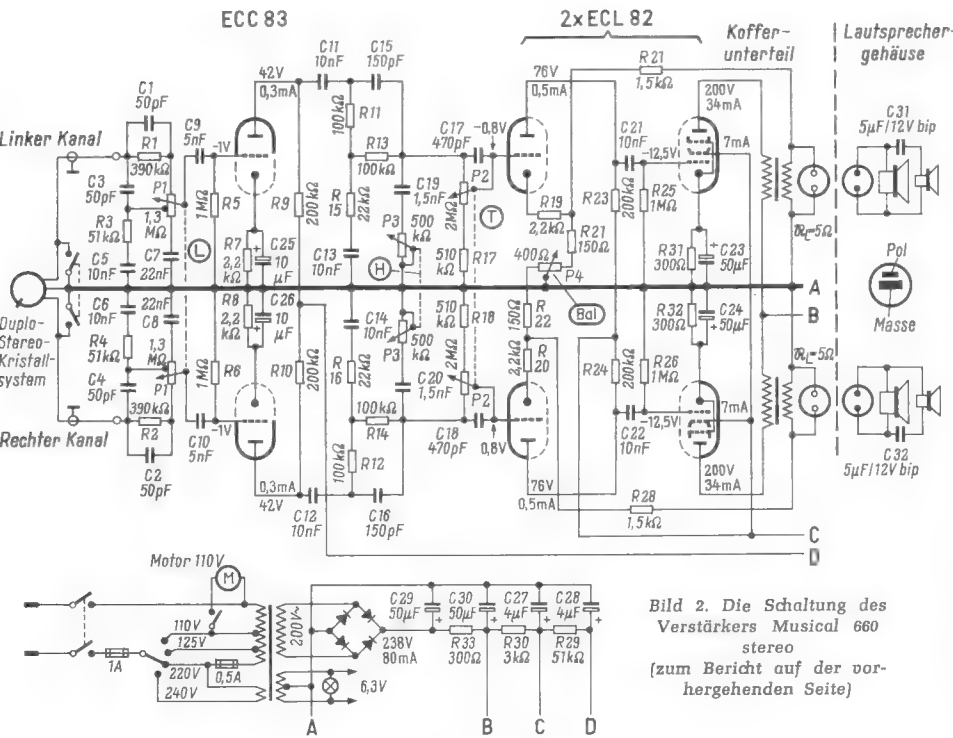 ECC 83
2x ECL 82
Koffer-
unterteil
Lautsprecher-
gehäuse
Linker Kanal
C1
50pF
R1
390kΩ
C9
5nF
-1V
42V
0,3mA
C11
10nF
C15
150pF
R11
100kΩ
R13
100kΩ
C17
470pF
-0,8V
76V
0,5mA
R21
1,5kΩ
C21
10nF
-12,5V
200V
34mA
7mA
C31
5µF/12V bip
C3
50pF
P1
1,3
MΩ
R3
51kΩ
C5
10nF
C7
22nF
L
1MΩ
R5
R7
2,2
kΩ
C25
10
µF
R9
200kΩ
R
15
22kΩ
C13
10nF
C19
1,5nF
P3
500
kΩ
H
P2
2MΩ
T
510
kΩ
R17
R19
2,2kΩ
R21
150Ω
400Ω
P4
Bal
R23
200kΩ
R25
1MΩ
R31
300Ω
C23
50µF
RL=5Ω
Pol
Masse
A
B
Duplo-
Stereo-
Kristall-
system
C6
10nF
22nF
C8
R4
51kΩ
1,3
MΩ
P1
C4
50pF
R8
2,2
kΩ
C26
10
µF
1MΩ
R6
R10
200kΩ
C14
10nF
P3
500
kΩ
R
16
22kΩ
C20
1,5nF
510
kΩ
R18
2MΩ
P2
150Ω
R
22
2,2kΩ
R
20
R24
200kΩ
R26
1MΩ
R32
300Ω
C24
50µF
RL=5Ω
Rechter Kanal
390kΩ
R2
C2
50pF
C10
5nF
-1V
0,3mA
42V
100kΩ
R14
100kΩ
R12
C12
10nF
C16
150pF
C18
470pF
0,8V
76V
0,5mA
C22
10nF
-12,5V
7mA
200V
34mA
R28
1,5kΩ
C32
5µF/12V bip
C
D
Motor 110V
M
110V
125V
220V
240V
1A
0,5A
200V~
6,3V
238V
80mA
C29
50µF
C30
50µF
C27
4µF
C28
4µF
R33
300Ω
R30
3kΩ
R29
51kΩ
A
B
C
D
Bild 2. Die Schaltung des
Verstärkers Musical 660
stereo
(zum Bericht auf der vor-
hergehenden Seite)